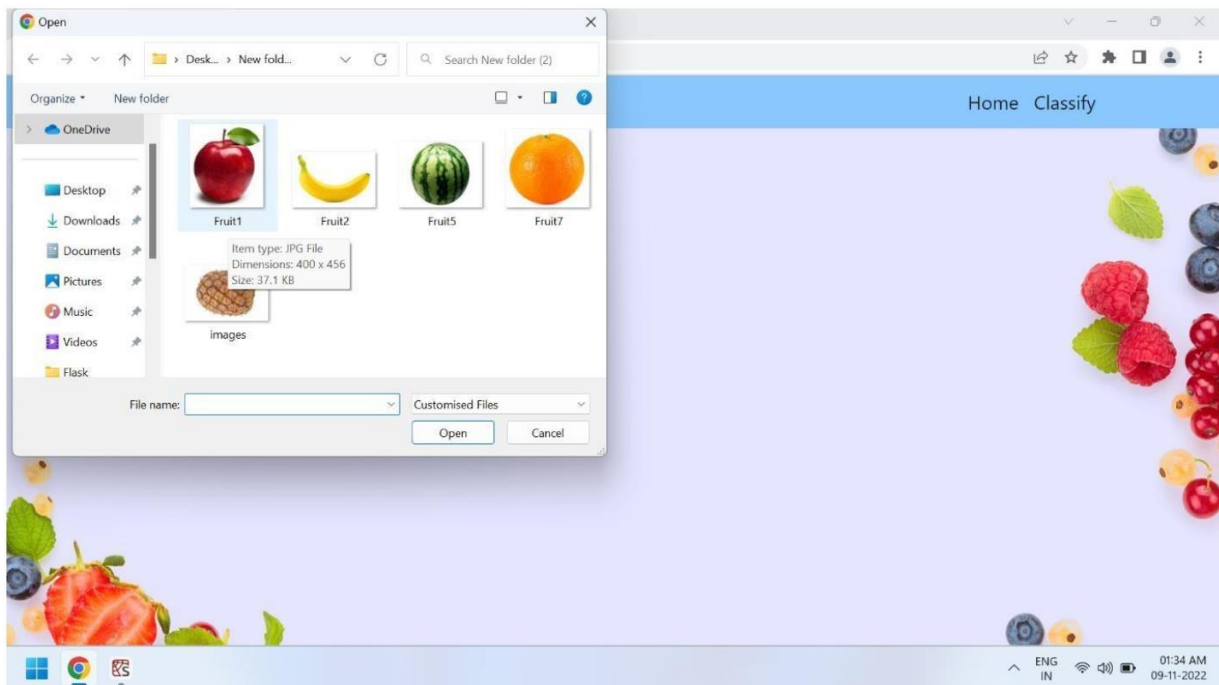 Open
Desk... New fold...
Search New folder (2)
Organize
New folder
Home Classify
OneDrive
Desktop
Downloads
Documents
Pictures
Music
Videos
Flask
Fruit1
Fruit2
Fruit5
Fruit7
Item type: JPG File
Dimensions: 400 x 456
Size: 37.1 KB
images
File name:
Customised Files
Open
Cancel
ENG
IN
01:34 AM
09-11-2022